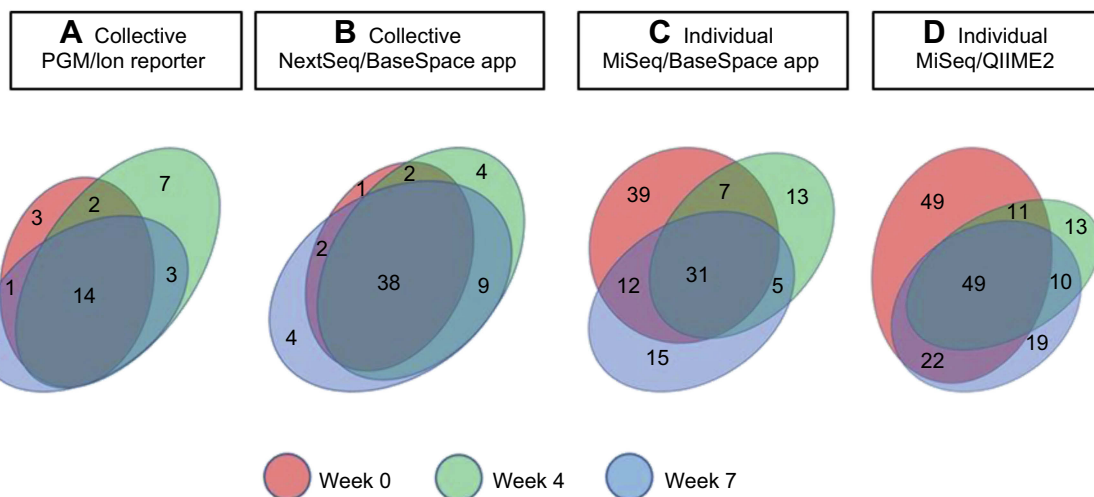 A Collective
PGM/Ion reporter
B Collective
NextSeq/BaseSpace app
C Individual
MiSeq/BaseSpace app
D Individual
MiSeq/QIIME2
3
2
7
1
14
3
1
2
4
2
38
9
4
39
7
13
12
31
5
15
49
11
13
49
10
22
19
Week 0
Week 4
Week 7